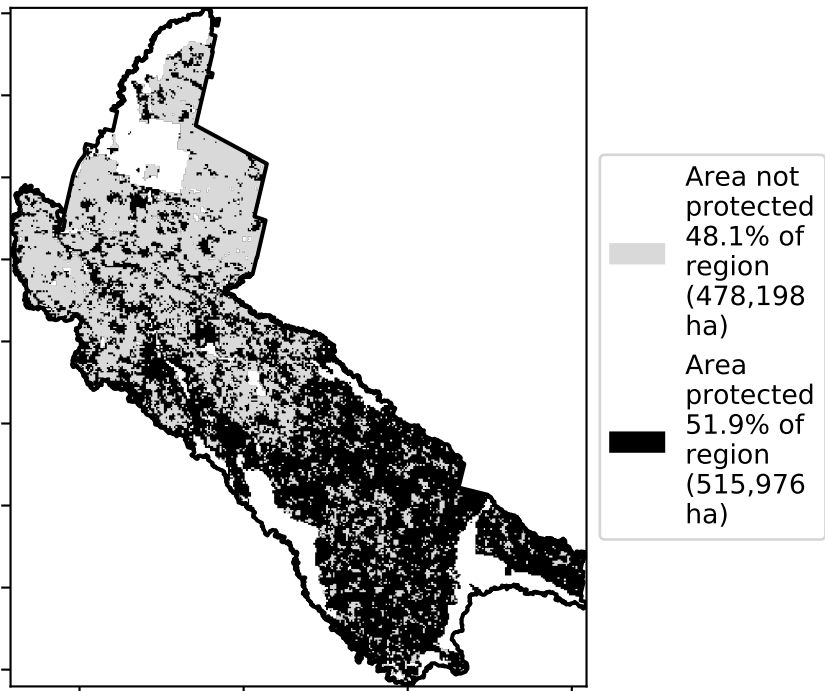 Area not
protected
48.1% of
region
(478,198
ha)
Area
protected
51.9% of
region
(515,976
ha)